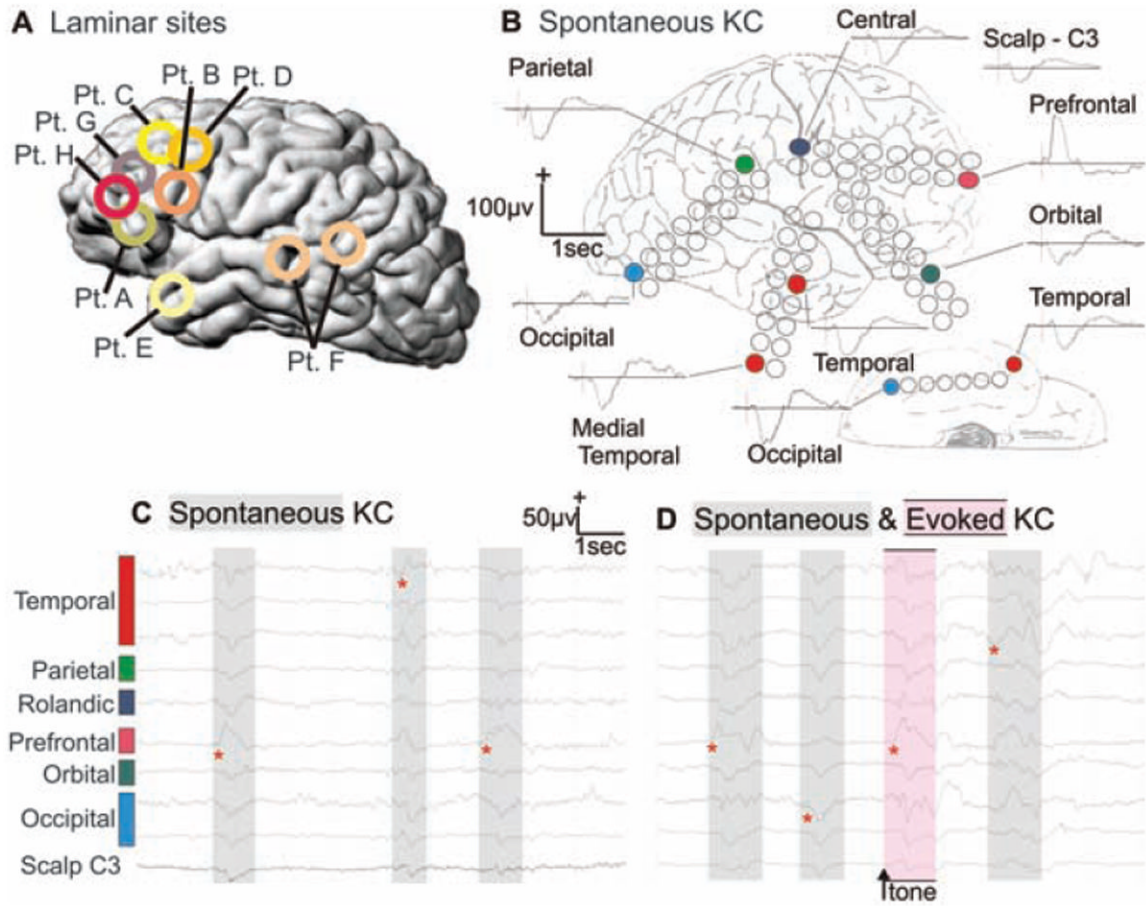 A Laminar sites
Pt. B
Pt. D
Pt. C
Pt. G
Pt. H
Pt. A
Pt. E
Pt. F
B Spontaneous KC
Central
Scalp - C3
Parietal
Prefrontal
+
100µv
1sec
Orbital
Temporal
Occipital
Temporal
Medial
Temporal
Occipital
C Spontaneous KC
+
50µv
1sec
D Spontaneous & Evoked KC
Temporal
Parietal
Rolandic
Prefrontal
*
*
*
*
*
*
*
Orbital
Occipital
Scalp C3
tone